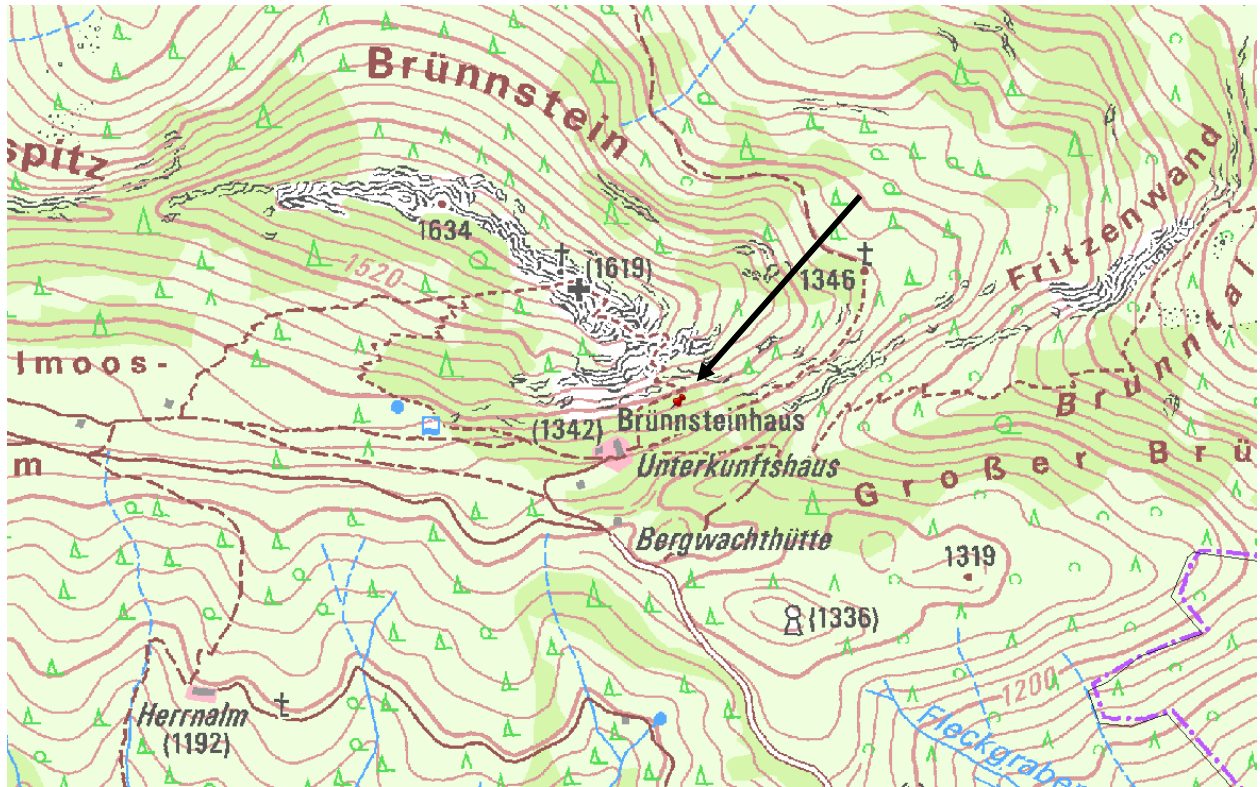 Brünnstein
spitz
Fritzenwand
1634
(1619)
1346
1520
lmoos-
Brunntal
Brünnsteinhaus
(1342)
Unterkunftshaus
Großer Brü
m
Bergwachthütte
1319
(1336)
1200
Herrnalm
(1192)
Fleckgraben